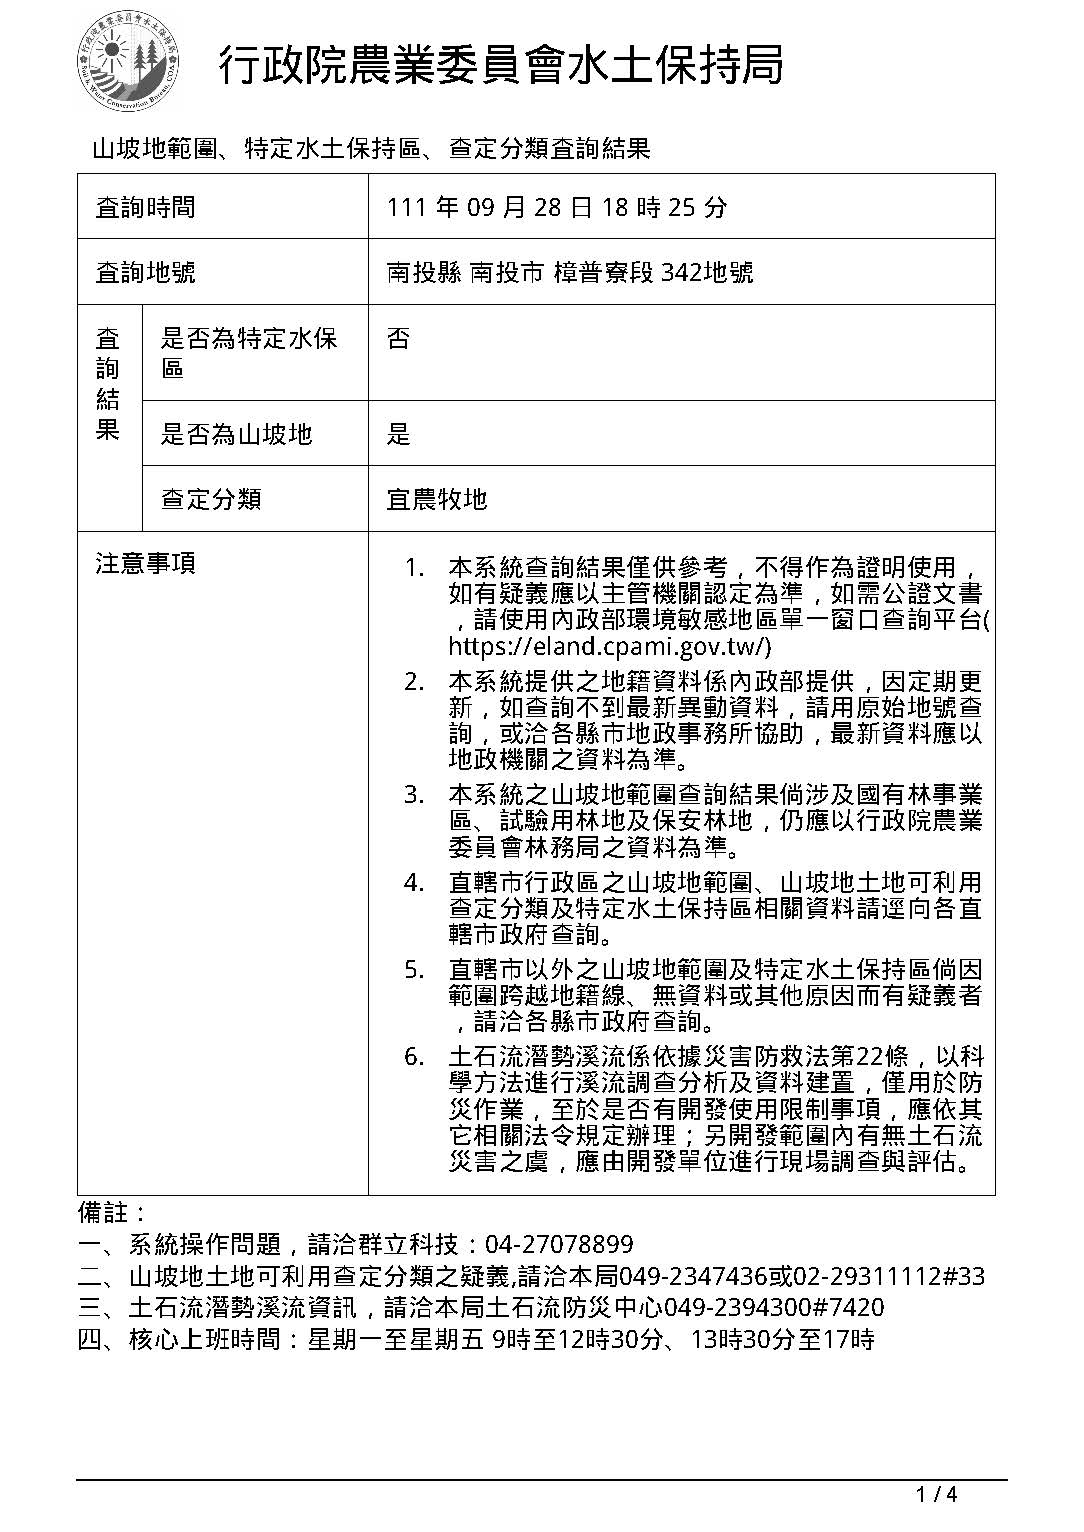 行政院農業委員會水土保持局
Soil & Water Conservation Bureau, COA
行政院農業委員會水土保持局
山坡地範圍、特定水土保持區、查定分類查詢結果
查詢時間 111 年 09 月 28 日 18 時 25 分
查詢地號 南投縣 南投市 樟普寮段 342地號
查詢結果
是否為特定水保
區
否
是否為山坡地 是
查定分類 宜農牧地
注意事項
1. 本系統查詢結果僅供參考，不得作為證明使用，
如有疑義應以主管機關認定為準，如需公證文書
，請使用內政部環境敏感地區單一窗口查詢平台(
https://eland.cpami.gov.tw/)
2. 本系統提供之地籍資料係內政部提供，因定期更
新，如查詢不到最新異動資料，請用原始地號查
詢，或洽各縣市地政事務所協助，最新資料應以
地政機關之資料為準。
3. 本系統之山坡地範圍查詢結果倘涉及國有林事業
區、試驗用林地及保安林地，仍應以行政院農業
委員會林務局之資料為準。
4. 直轄市行政區之山坡地範圍、山坡地土地可利用
查定分類及特定水土保持區相關資料請逕向各直
轄市政府查詢。
5. 直轄市以外之山坡地範圍及特定水土保持區倘因
範圍跨越地籍線、無資料或其他原因而有疑義者
，請洽各縣市政府查詢。
6. 土石流潛勢溪流係依據災害防救法第22條，以科
學方法進行溪流調查分析及資料建置，僅用於防
災作業，至於是否有開發使用限制事項，應依其
它相關法令規定辦理；另開發範圍內有無土石流
災害之虞，應由開發單位進行現場調查與評估。
備註：
一、系統操作問題，請洽群立科技：04-27078899
二、山坡地土地可利用查定分類之疑義,請洽本局049-2347436或02-29311112#33
三、土石流潛勢溪流資訊，請洽本局土石流防災中心049-2394300#7420
四、核心上班時間：星期一至星期五 9時至12時30分、13時30分至17時
1 / 4